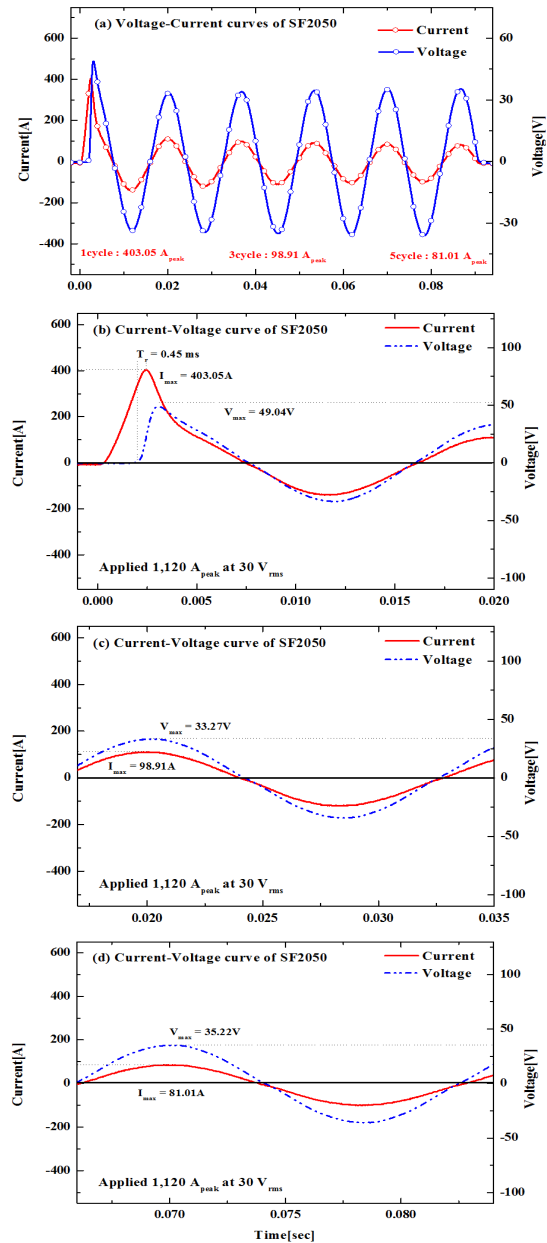 (a) Voltage-Current curves of SF2050
Current
Voltage
600
400
200
0
-200
-400
Current[A]
60
30
0
-30
Voltage[V]
1cycle : 403.05 Apeak
3cycle : 98.91 Apeak
5cycle : 81.01 Apeak
0.00
0.02
0.04
0.06
0.08
(b) Current-Voltage curve of SF2050
Current
Voltage
Tr = 0.45 ms
Imax = 403.05A
Vmax = 49.04V
600
400
200
0
-200
-400
Current[A]
100
50
0
-50
-100
Voltage[V]
Applied 1,120 Apeak at 30 Vrms
0.000
0.005
0.010
0.015
0.020
(c) Current-Voltage curve of SF2050
Current
Voltage
Vmax = 33.27V
Imax = 98.91A
600
400
200
0
-200
-400
Current[A]
100
50
0
-50
-100
Voltage[V]
Applied 1,120 Apeak at 30 Vrms
0.020
0.025
0.030
0.035
(d) Current-Voltage curve of SF2050
Current
Voltage
Vmax = 35.22V
Imax = 81.01A
600
400
200
0
-200
-400
Current[A]
100
50
0
-50
-100
Voltage[V]
Applied 1,120 Apeak at 30 Vrms
0.070
0.075
0.080
Time[sec]